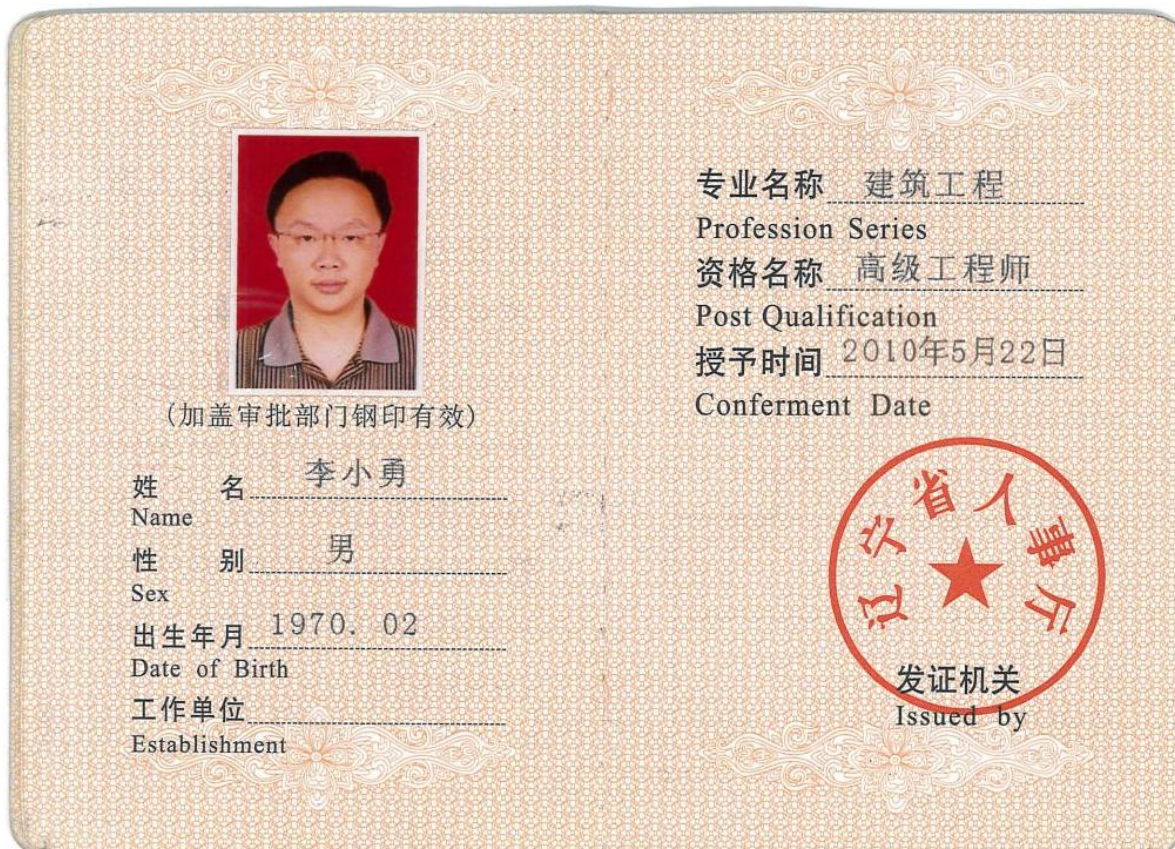 (加盖审批部门钢印有效)
姓 名 李小勇
Name
性 别 男
Sex
出生年月 1970. 02
Date of Birth
工作单位
Establishment
专业名称 建筑工程
Profession Series
资格名称 高级工程师
Post Qualification
授予时间 2010年5月22日
Conferment Date
辽宁省人事厅
发证机关
Issued by